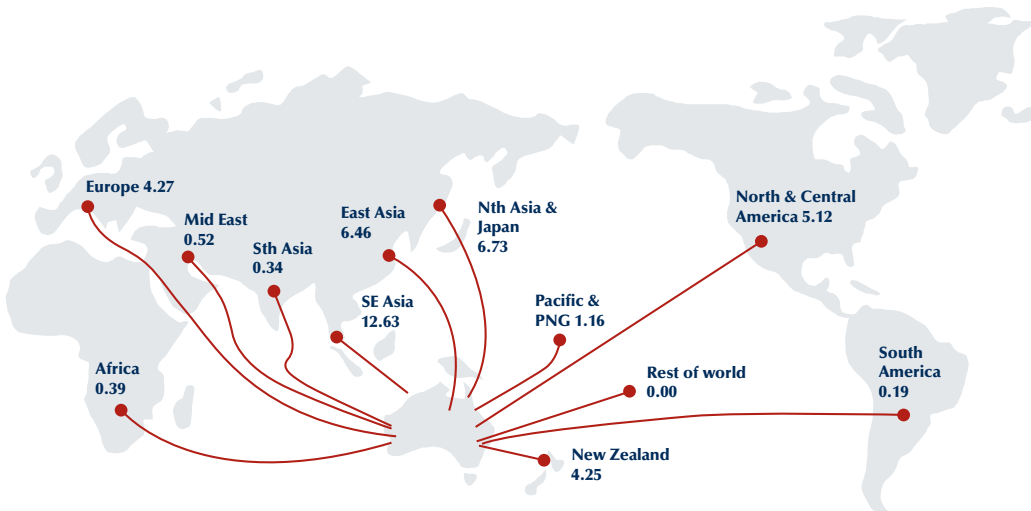 Europe 4.27
Mid East
0.52
Sth Asia
0.34
East Asia
6.46
Nth Asia &
Japan
6.73
North & Central
America 5.12
SE Asia
12.63
Pacific &
PNG 1.16
Africa
0.39
Rest of world
0.00
South
America
0.19
New Zealand
4.25